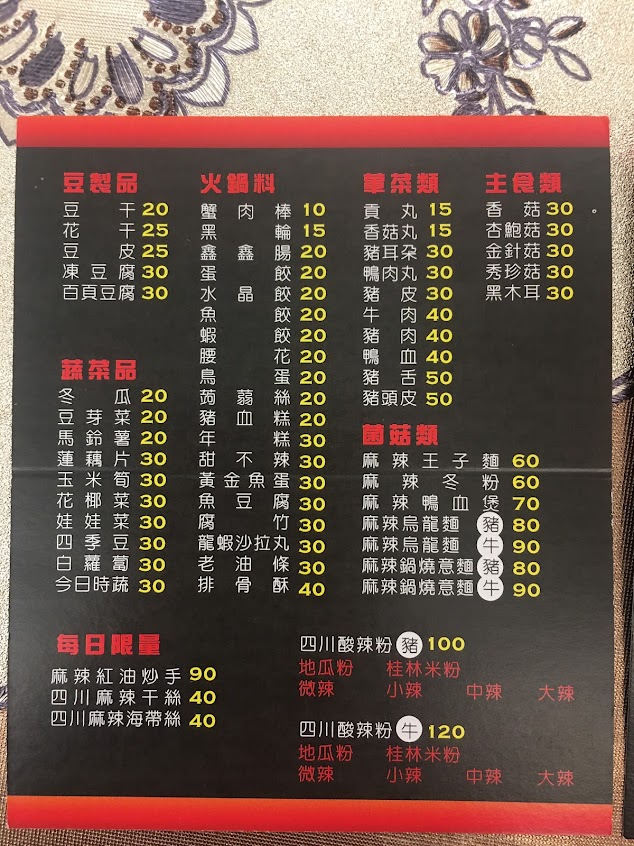 豆製品
豆干 20
花干 25
豆皮 25
凍豆腐 30
百頁豆腐 30
蔬菜品
冬瓜 20
豆芽菜 20
馬鈴薯 20
蓮藕片 30
玉米筍 30
花椰菜 30
娃娃菜 30
四季豆 30
白蘿蔔 30
今日時蔬 30
火鍋料
蟹肉棒 10
黑輪 15
鑫鑫腸 20
蛋餃 20
水晶餃 20
魚餃 20
蝦餃 20
腰花 20
鳥蛋 20
蒟蒻絲 20
豬血糕 20
年糕 30
甜不辣 30
黃金魚蛋 30
魚豆腐 30
腐竹 30
龍蝦沙拉丸 30
老油條 30
排骨酥 40
葷菜類
貢丸 15
香菇丸 15
豬耳朶 30
鴨肉丸 30
豬皮 30
牛肉 40
豬肉 40
鴨血 40
豬舌 50
豬頭皮 50
菌菇類
麻辣王子麵 60
麻辣冬粉 60
麻辣鴨血煲 70
麻辣烏龍麵 豬 80
麻辣烏龍麵 牛 90
麻辣鍋燒意麵 豬 80
麻辣鍋燒意麵 牛 90
主食類
香菇 30
杏鮑菇 30
金針菇 30
秀珍菇 30
黑木耳 30
每日限量
麻辣紅油炒手 90
四川麻辣干絲 40
四川麻辣海帶絲 40
四川酸辣粉 豬 100
地瓜粉 桂林米粉
微辣 小辣 中辣 大辣
四川酸辣粉 牛 120
地瓜粉 桂林米粉
微辣 小辣 中辣 大辣